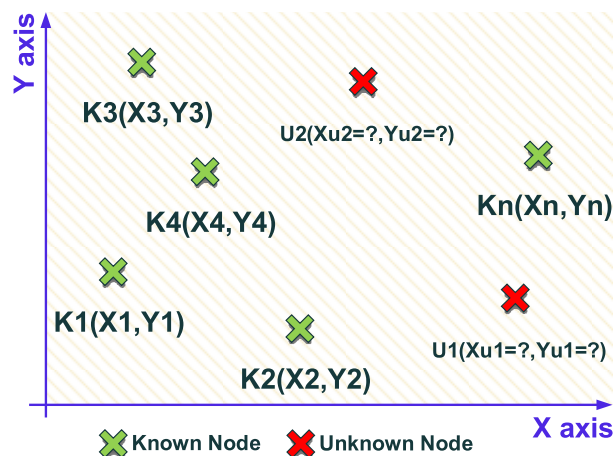 Y axis
K3(X3,Y3)
U2(Xu2=?,Yu2=?)
Kn(Xn,Yn)
K4(X4,Y4)
K1(X1,Y1)
U1(Xu1=?,Yu1=?)
K2(X2,Y2)
X axis
Known Node
Unknown Node